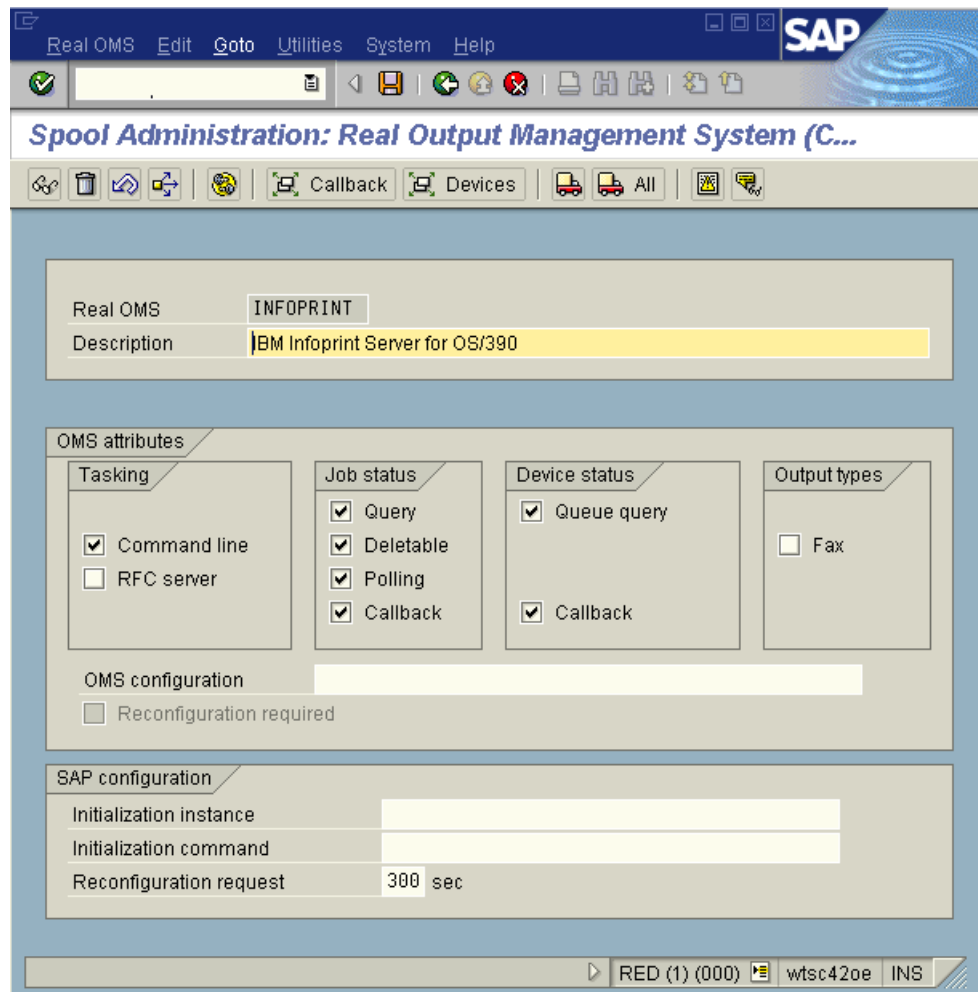 Real OMS Edit Goto Utilities System Help
SAP
Spool Administration: Real Output Management System (C...
Callback Devices All
Real OMS INFOPRINT
Description IBM Infoprint Server for OS/390
OMS attributes
Tasking Job status Device status Output types
Query Queue query
Command line Deletable Fax
RFC server Polling
Callback Callback
OMS configuration
Reconfiguration required
SAP configuration
Initialization instance
Initialization command
Reconfiguration request 300 sec
RED (1) (000) wtsc42oe INS